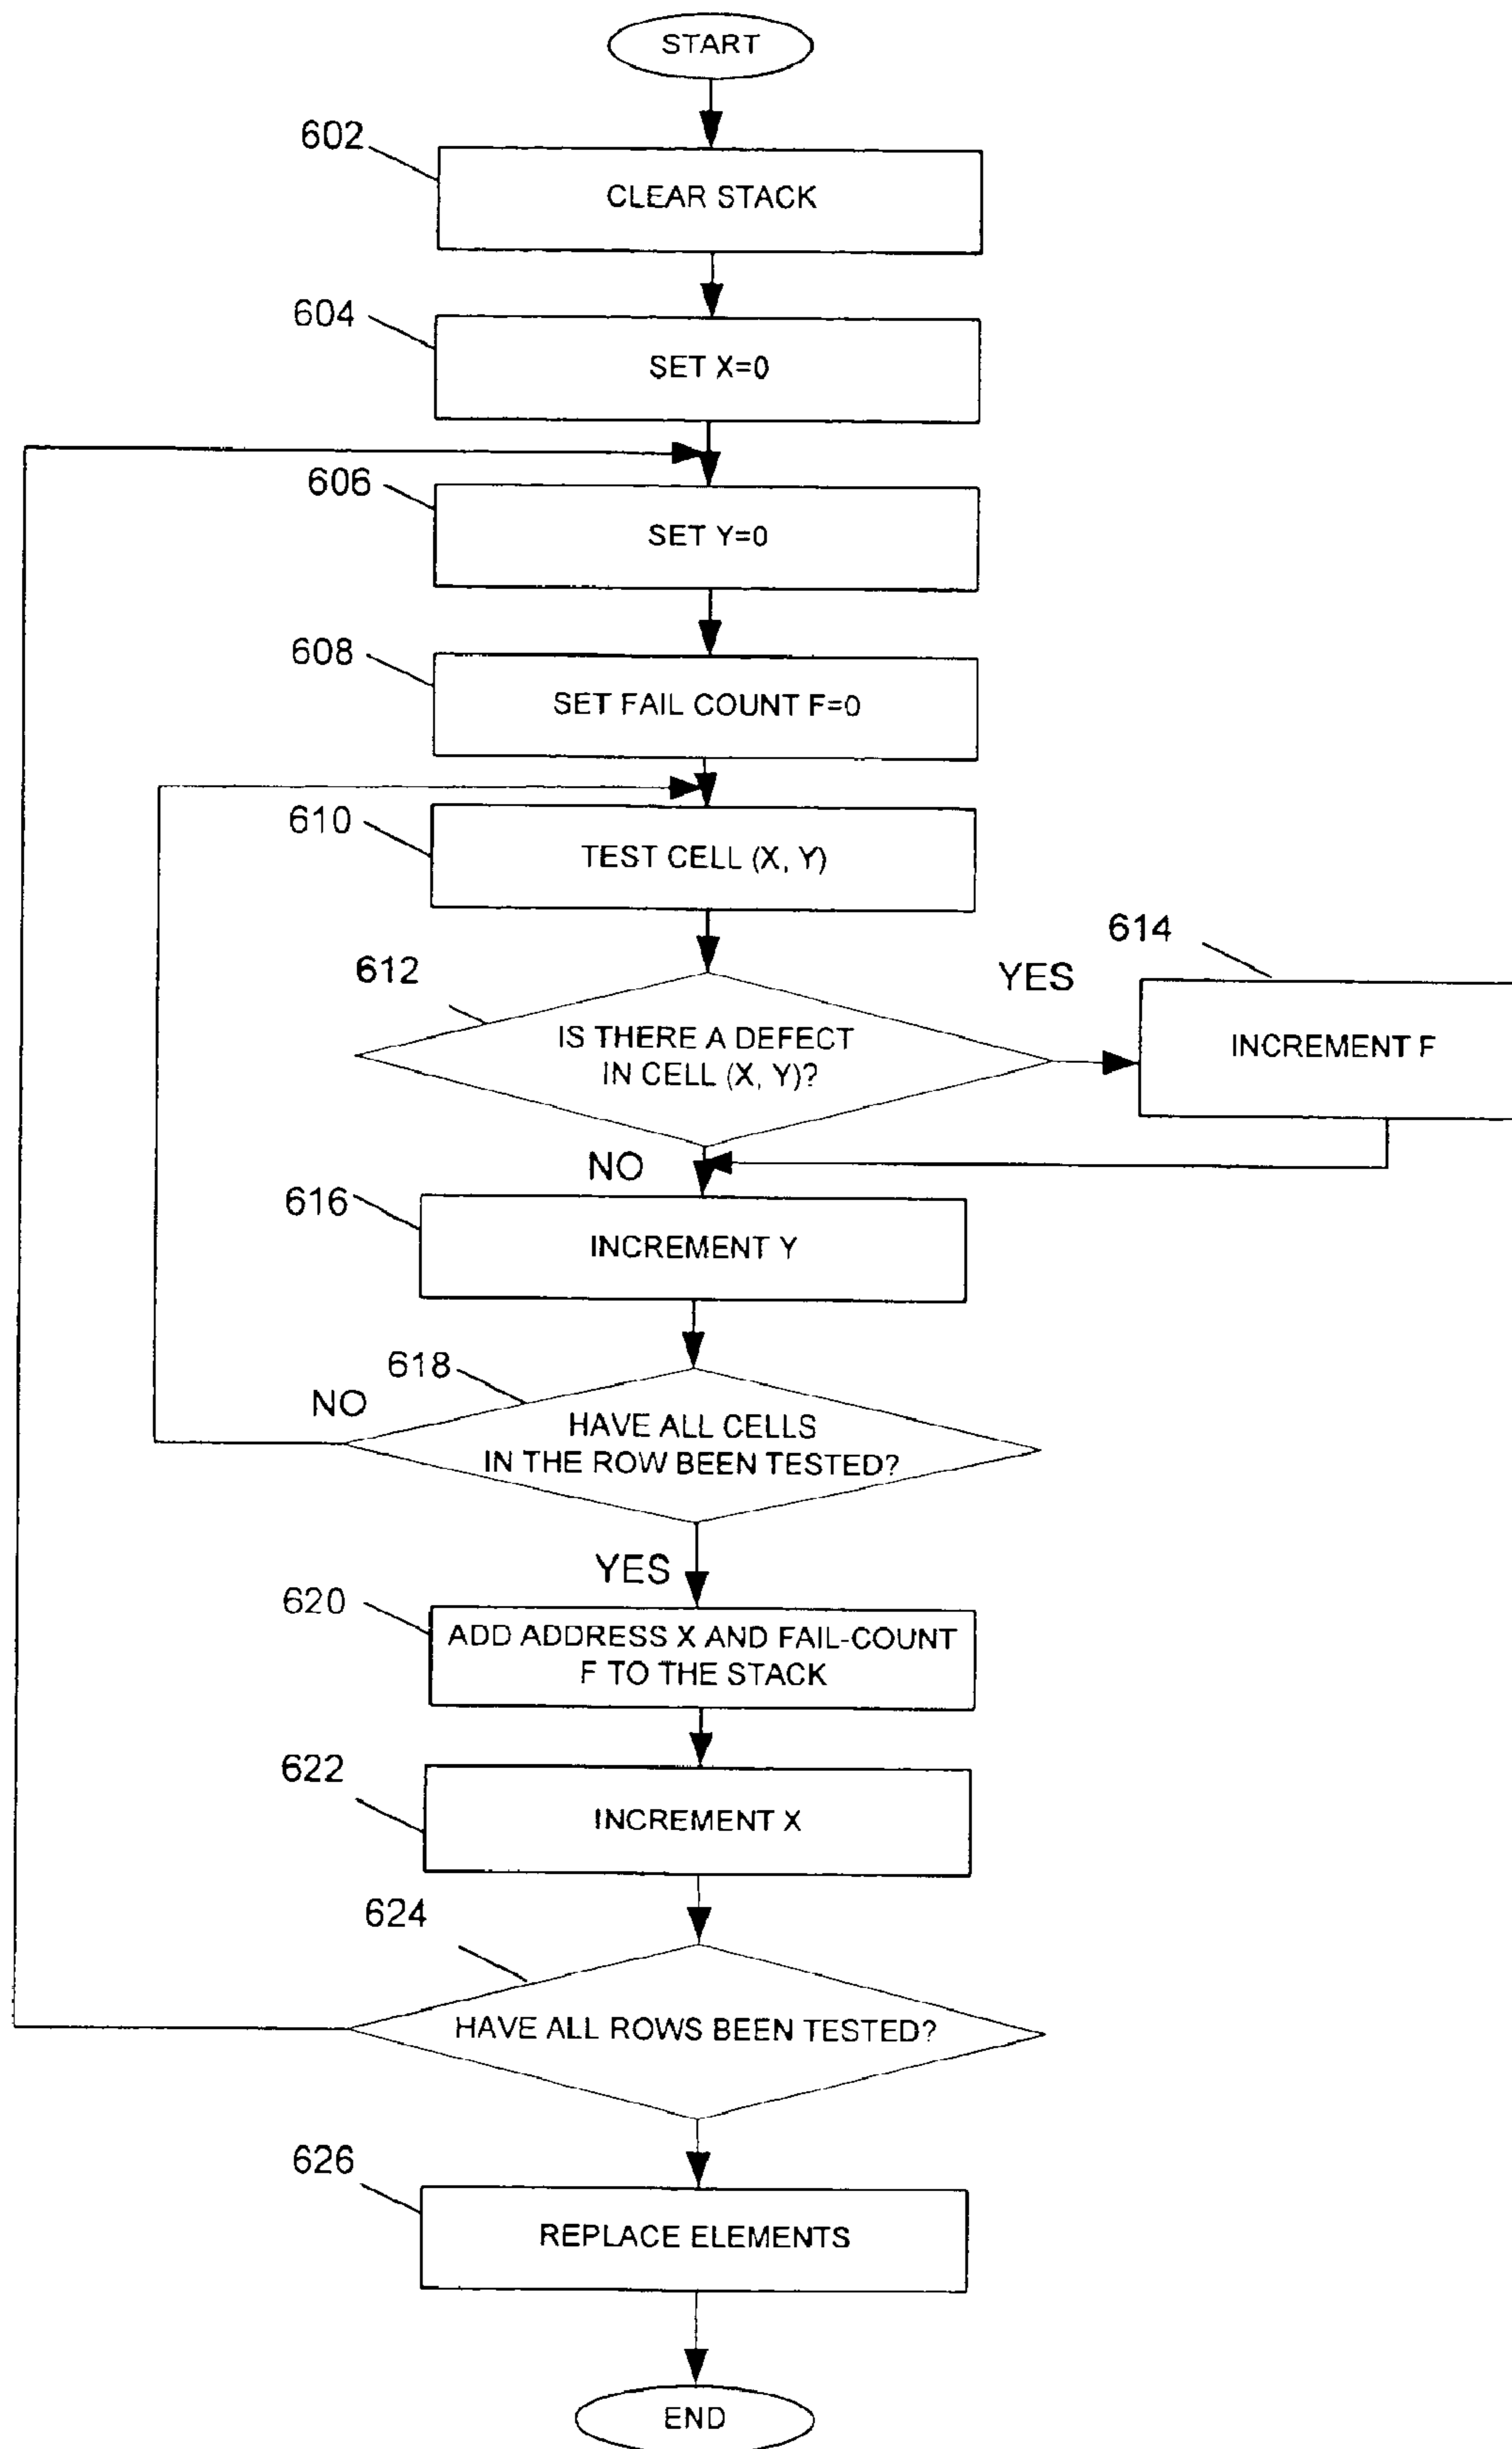 START
602
CLEAR STACK
604
SET X=0
606
SET Y=0
608
SET FAIL COUNT F=0
610
TEST CELL (X, Y)
612
IS THERE A DEFECT
IN CELL (X, Y)?
YES
614
INCREMENT F
NO
616
INCREMENT Y
618
NO
HAVE ALL CELLS
IN THE ROW BEEN TESTED?
YES
620
ADD ADDRESS X AND FAIL-COUNT
F TO THE STACK
622
INCREMENT X
624
HAVE ALL ROWS BEEN TESTED?
626
REPLACE ELEMENTS
END